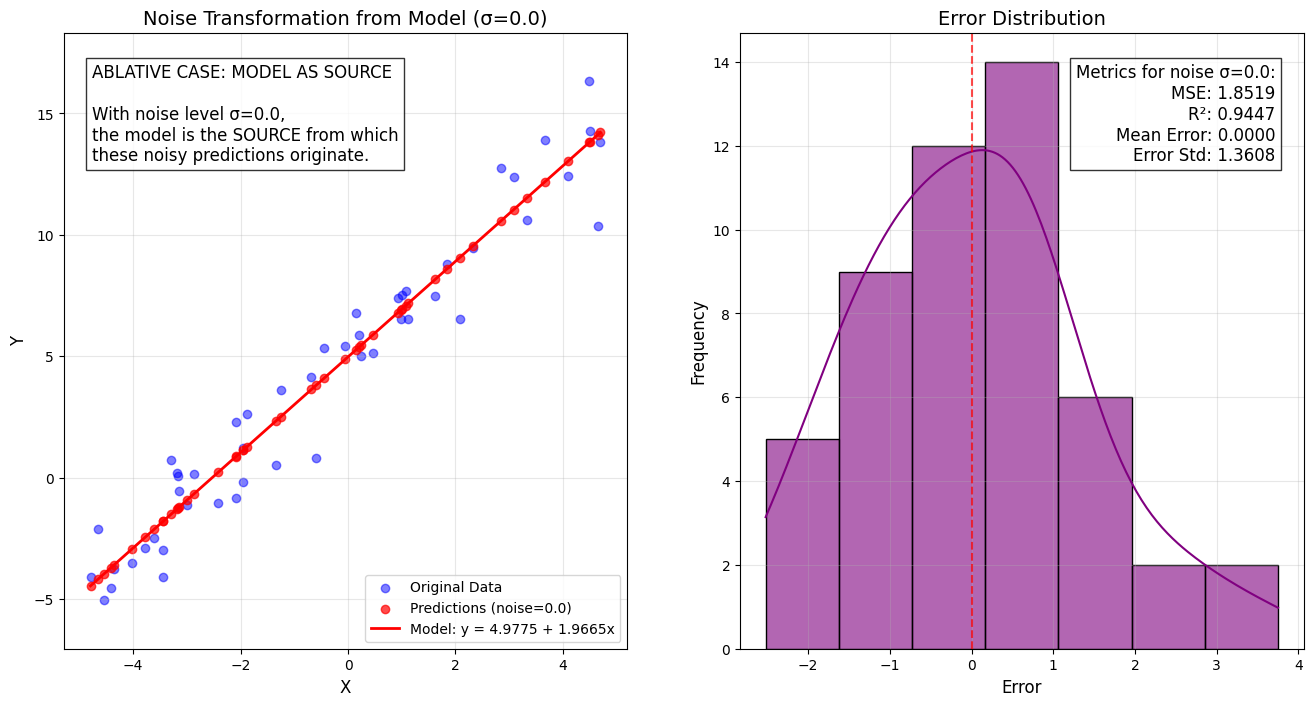 Noise Transformation from Model (σ=0.0)
ABLATIVE CASE: MODEL AS SOURCE
With noise level σ=0.0,
the model is the SOURCE from which
these noisy predictions originate.
Y
15
10
5
0
−5
−4
−2
0
2
4
X
Original Data
Predictions (noise=0.0)
Model: y = 4.9775 + 1.9665x
Error Distribution
Metrics for noise σ=0.0:
MSE: 1.8519
R²: 0.9447
Mean Error: 0.0000
Error Std: 1.3608
Frequency
14
12
10
8
6
4
2
0
−2
−1
0
1
2
3
4
Error